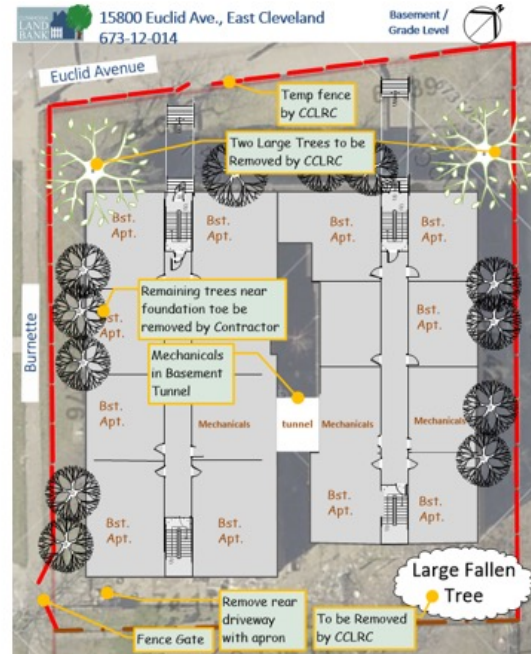 CUYAHOGA
LAND
BANK
15800 Euclid Ave., East Cleveland
673-12-014
Basement /
Grade Level
Euclid Avenue
Temp fence
by CCLRC
Two Large Trees to be
Removed by CCLRC
Bst.
Apt.
Bst.
Apt.
Bst.
Apt.
Bst.
Apt.
Burnette
Remaining trees near
foundation toe be
removed by Contractor
Apt.
Bst.
Apt.
Mechanicals
in Basement
Tunnel
Bst.
Apt.
Mechanicals
tunnel
Mechanicals
Mechanicals
Bst.
Apt.
Bst.
Apt.
Bst.
Apt.
Bst.
Apt.
Large Fallen
Tree
Fence Gate
Remove rear
driveway
with apron
To be Removed
by CCLRC